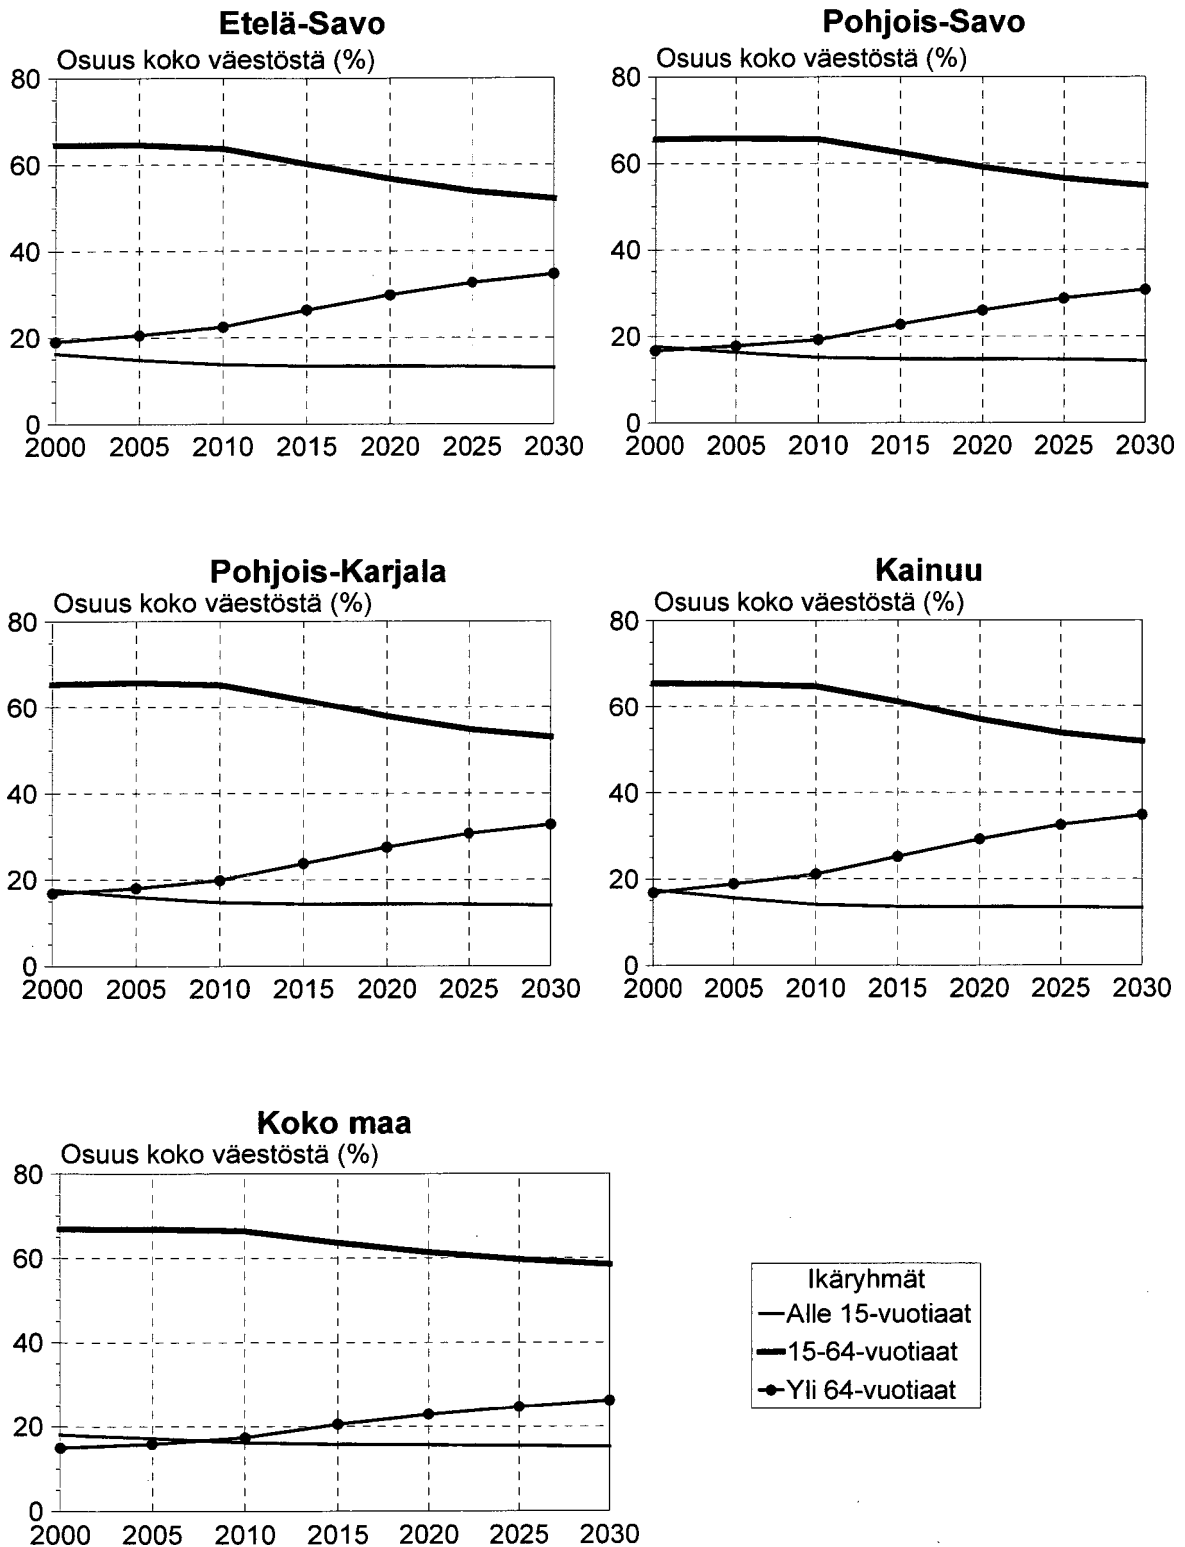 Etelä-Savo
Osuus koko väestöstä (%)
80
60
40
20
0
2000 2005 2010 2015 2020 2025 2030
Pohjois-Savo
Osuus koko väestöstä (%)
80
60
40
20
0
2000 2005 2010 2015 2020 2025 2030
Pohjois-Karjala
Osuus koko väestöstä (%)
80
60
40
20
0
2000 2005 2010 2015 2020 2025 2030
Kainuu
Osuus koko väestöstä (%)
80
60
40
20
0
2000 2005 2010 2015 2020 2025 2030
Koko maa
Osuus koko väestöstä (%)
80
60
40
20
0
2000 2005 2010 2015 2020 2025 2030
Ikäryhmät
Alle 15-vuotiaat
15-64-vuotiaat
Yli 64-vuotiaat